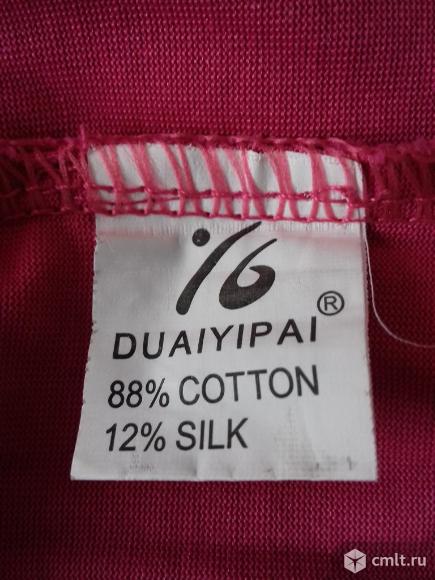 DUAIYIPAI ®
88% COTTON
12% SILK
cmlt.ru